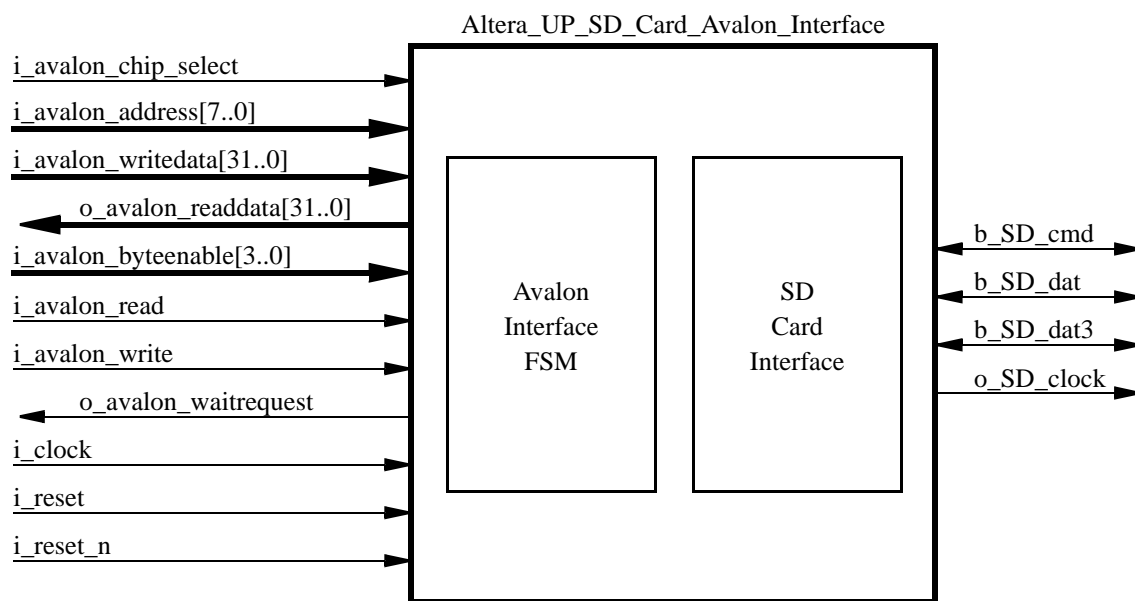 Altera_UP_SD_Card_Avalon_Interface
i_avalon_chip_select
i_avalon_address[7..0]
i_avalon_writedata[31..0]
o_avalon_readdata[31..0]
i_avalon_byteenable[3..0]
i_avalon_read
i_avalon_write
o_avalon_waitrequest
i_clock
i_reset
i_reset_n
Avalon
Interface
FSM
SD
Card
Interface
b_SD_cmd
b_SD_dat
b_SD_dat3
o_SD_clock